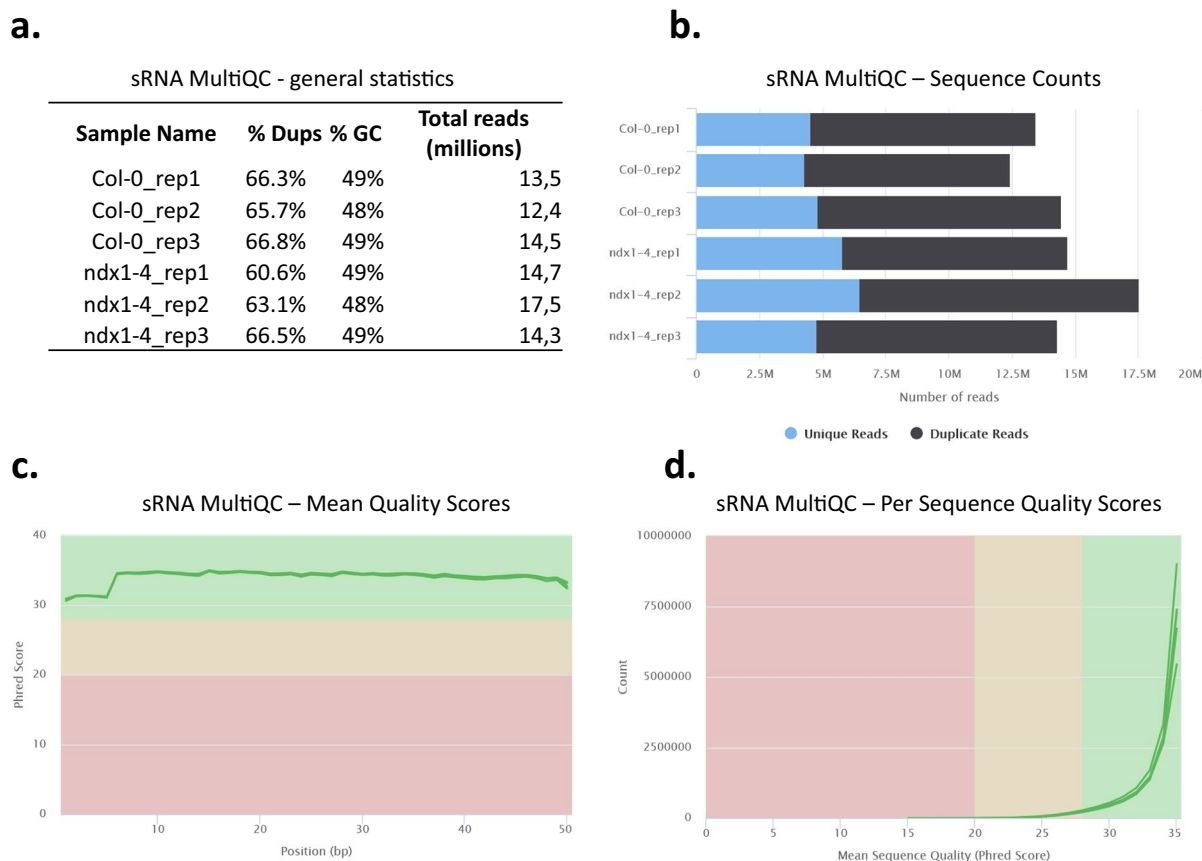 a.
sRNA MultiQC - general statistics
Sample Name % Dups % GC Total reads (millions)
Col-0_rep1 66.3% 49% 13,5
Col-0_rep2 65.7% 48% 12,4
Col-0_rep3 66.8% 49% 14,5
ndx1-4_rep1 60.6% 49% 14,7
ndx1-4_rep2 63.1% 48% 17,5
ndx1-4_rep3 66.5% 49% 14,3
b.
sRNA MultiQC – Sequence Counts
Col-0_rep1
Col-0_rep2
Col-0_rep3
ndx1-4_rep1
ndx1-4_rep2
ndx1-4_rep3
0 2.5M 5M 7.5M 10M 12.5M 15M 17.5M 20M
Number of reads
Unique Reads Duplicate Reads
c.
sRNA MultiQC – Mean Quality Scores
Phred Score
40
30
20
10
0
10 20 30 40 50
Position (bp)
d.
sRNA MultiQC – Per Sequence Quality Scores
Count
10000000
7500000
5000000
2500000
0
0 5 10 15 20 25 30 35
Mean Sequence Quality (Phred Score)